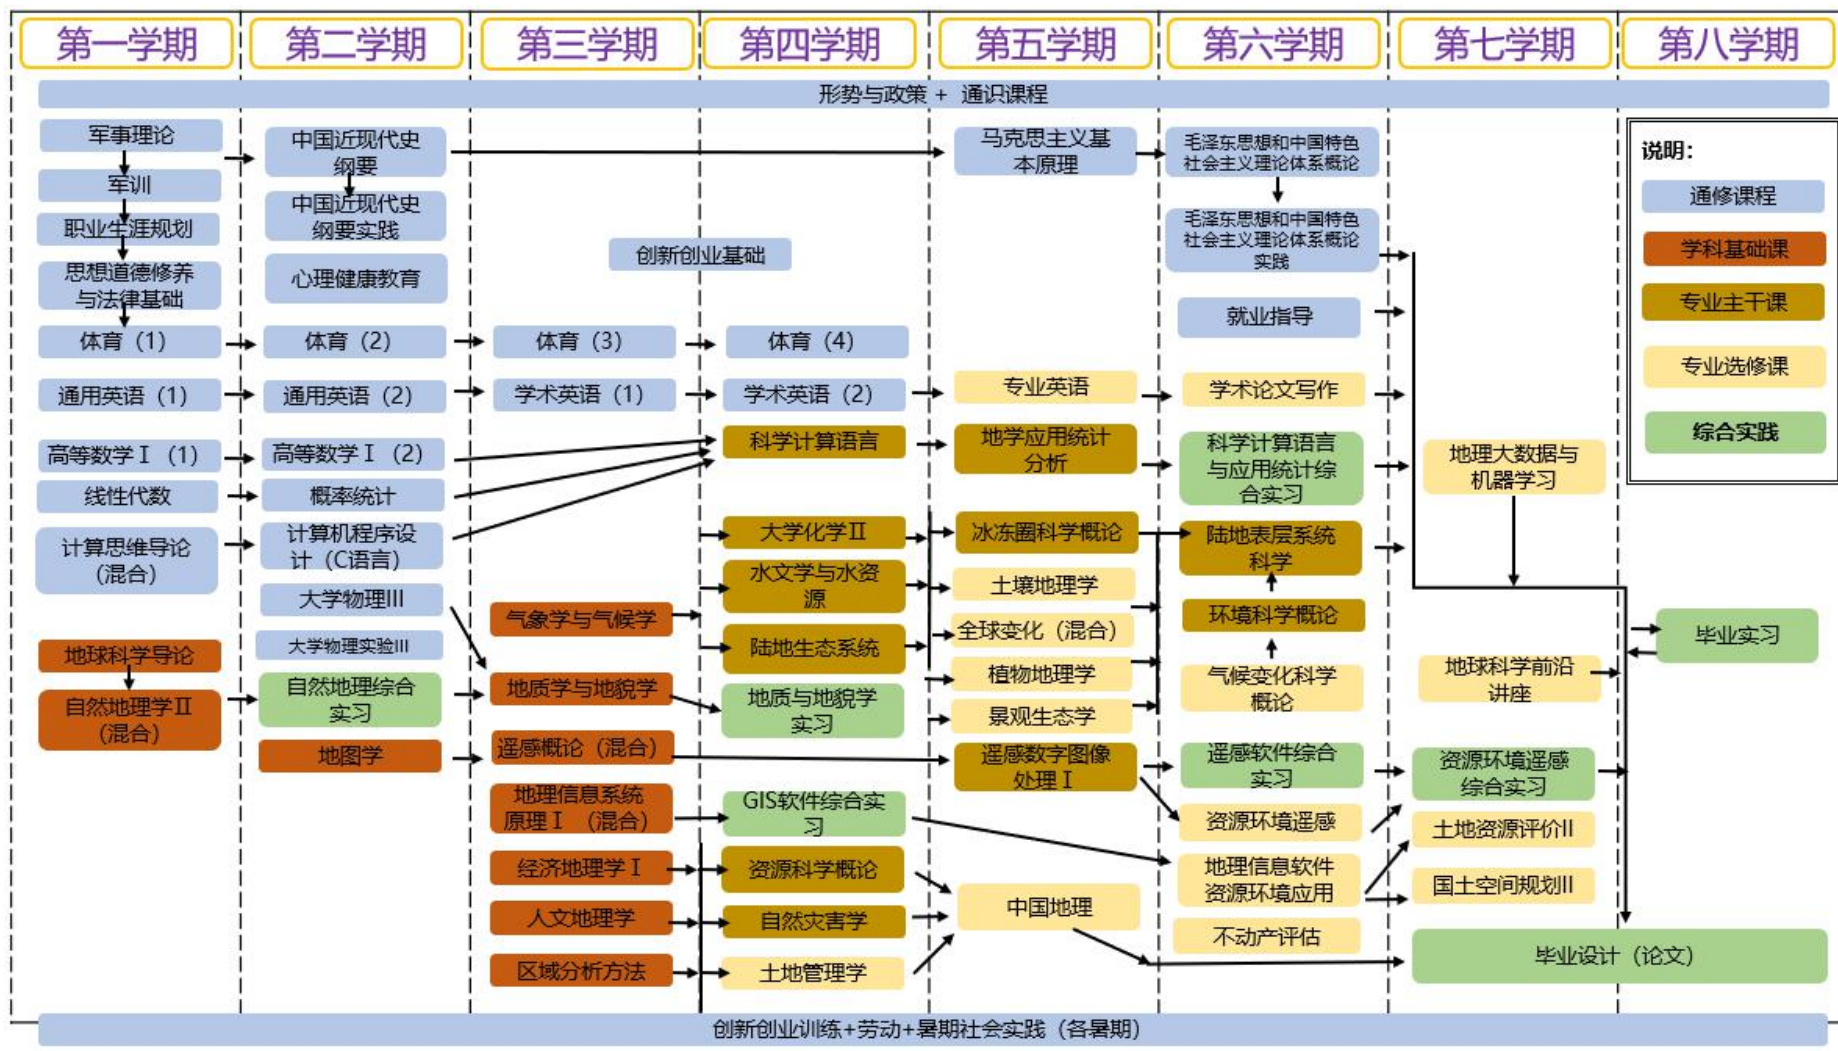 第一学期
第二学期
第三学期
第四学期
第五学期
第六学期
第七学期
第八学期
形势与政策 + 通识课程
军事理论
军训
职业生涯规划
思想道德修养
与法律基础
体育（1）
通用英语（1）
高等数学Ⅰ（1）
线性代数
计算思维导论
(混合）
地球科学导论
自然地理学Ⅱ
（混合）
中国近现代史
纲要
中国近现代史
纲要实践
心理健康教育
体育（2）
通用英语（2）
高等数学Ⅰ（2）
概率统计
计算机程序设
计（C语言）
大学物理III
大学物理实验III
自然地理综合
实习
地图学
创新创业基础
体育（3）
学术英语（1）
气象学与气候学
地质学与地貌学
遥感概论（混合）
地理信息系统
原理Ⅰ（混合）
经济地理学Ⅰ
人文地理学
区域分析方法
体育（4）
学术英语（2）
科学计算语言
大学化学Ⅱ
水文学与水资
源
陆地生态系统
地质与地貌学
实习
GIS软件综合实
习
资源科学概论
自然灾害学
土地管理学
马克思主义基
本原理
专业英语
地学应用统计
分析
冰冻圈科学概论
土壤地理学
全球变化（混合）
植物地理学
景观生态学
遥感数字图像
处理Ⅰ
中国地理
毛泽东思想和中国特色
社会主义理论体系概论
毛泽东思想和中国特色
社会主义理论体系概论
实践
就业指导
学术论文写作
科学计算语言
与应用统计综
合实习
陆地表层系统
科学
环境科学概论
气候变化科学
概论
遥感软件综合
实习
资源环境遥感
地理信息软件
资源环境应用
不动产评估
地理大数据与
机器学习
地球科学前沿
讲座
资源环境遥感
综合实习
土地资源评价II
国土空间规划II
说明：
通修课程
学科基础课
专业主干课
专业选修课
综合实践
毕业实习
毕业设计（论文）
创新创业训练+劳动+暑期社会实践（各暑期）